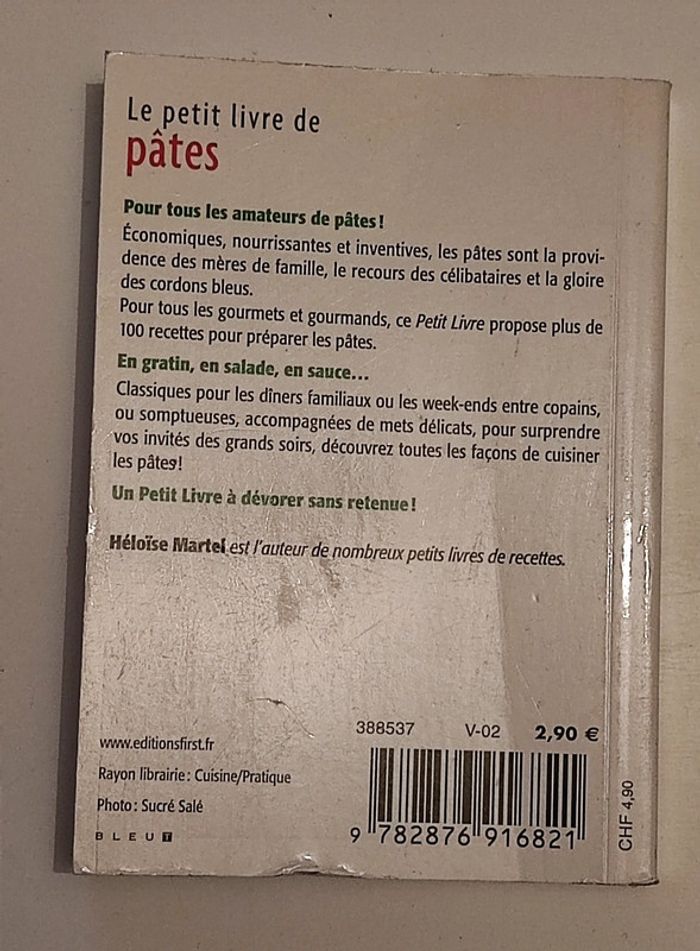 Le petit livre de
pâtes
Pour tous les amateurs de pâtes !
Économiques, nourrissantes et inventives, les pâtes sont la provi-
dence des mères de famille, le recours des célibataires et la gloire
des cordons bleus.
Pour tous les gourmets et gourmands, ce Petit Livre propose plus de
100 recettes pour préparer les pâtes.
En gratin, en salade, en sauce...
Classiques pour les dîners familiaux ou les week-ends entre copains,
ou somptueuses, accompagnées de mets délicats, pour surprendre
vos invités des grands soirs, découvrez toutes les façons de cuisiner
les pâtes !
Un Petit Livre à dévorer sans retenue !
Héloïse Martel est l'auteur de nombreux petits livres de recettes.
388537 V-02 2,90 €
www.editionsfirst.fr
Rayon librairie : Cuisine/Pratique
Photo : Sucré Salé
BLEUT
9 782876 916821
CHF 4,90